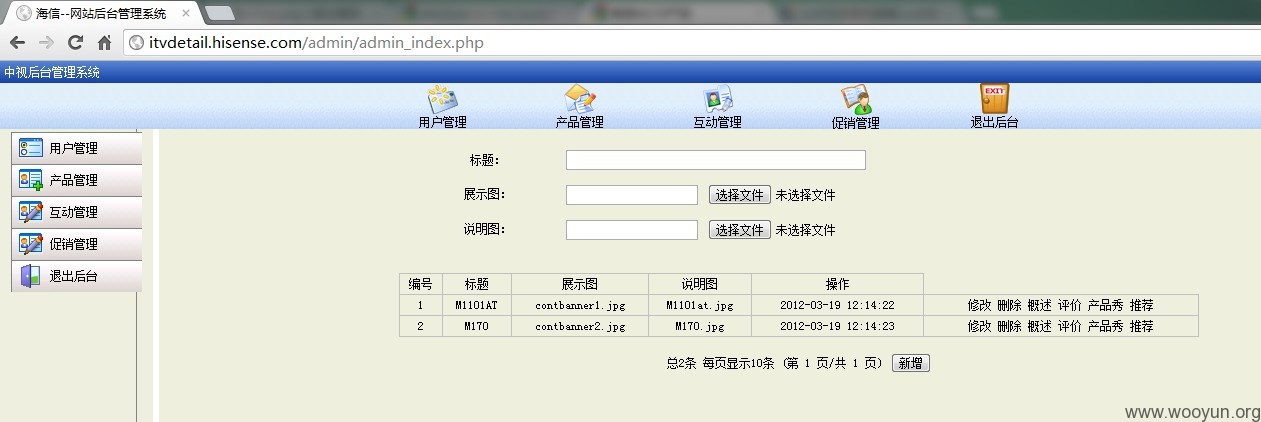 海信--网站后台管理系统
itvdetail.hisense.com/admin/admin_index.php
中视后台管理系统
用户管理 产品管理 互动管理 促销管理 EXIT 退出后台
用户管理
产品管理
互动管理
促销管理
退出后台
标题：
展示图： 选择文件 未选择文件
说明图： 选择文件 未选择文件
编号 标题 展示图 说明图 操作
1 M1101AT contbanner1.jpg M1101at.jpg 2012-03-19 12:14:22 修改 删除 概述 评价 产品秀 推荐
2 M170 contbanner2.jpg M170.jpg 2012-03-19 12:14:23 修改 删除 概述 评价 产品秀 推荐
总2条 每页显示10条 (第 1 页/共 1 页) 新增
www.wooyun.org